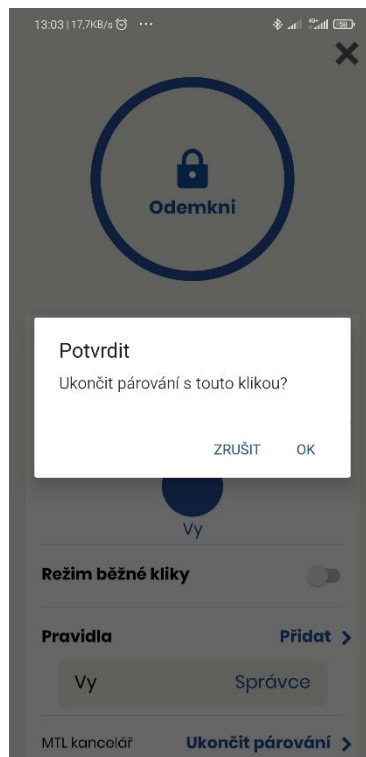 13:03 | 17,7KB/s
58
Odemkni
Potvrdit
Ukončit párování s touto klikou?
ZRUŠIT OK
Vy
Režim běžné kliky
Pravidla Přidat >
Vy Správce
MTL kancelář Ukončit párování >